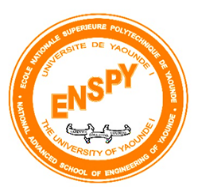 ECOLE NATIONALE SUPERIEURE POLYTECHNIQUE DE YAOUNDE
UNIVERSITE DE YAOUNDE I
ENSPY
THE UNIVERSITY OF YAOUNDE I
NATIONAL ADVANCED SCHOOL OF ENGINEERING OF YAOUNDE